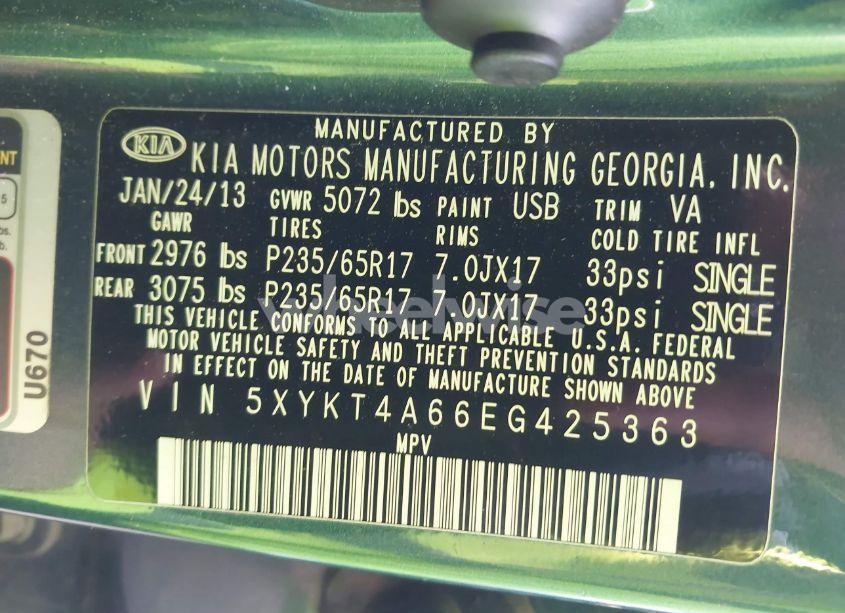 MANUFACTURED BY
KIA KIA MOTORS MANUFACTURING GEORGIA, INC.
JAN/24/13 GVWR 5072 lbs PAINT USB TRIM VA
GAWR TIRES RIMS COLD TIRE INFL
FRONT 2976 lbs P235/65R17 7.0JX17 33psi SINGLE
REAR 3075 lbs P235/65R17 7.0JX17 33psi SINGLE
THIS VEHICLE CONFORMS TO ALL APPLICABLE U.S.A. FEDERAL
MOTOR VEHICLE SAFETY AND THEFT PREVENTION STANDARDS
IN EFFECT ON THE DATE OF MANUFACTURE SHOWN ABOVE
VIN 5XYKT4A66EG425363
MPV
U670
wheelwise